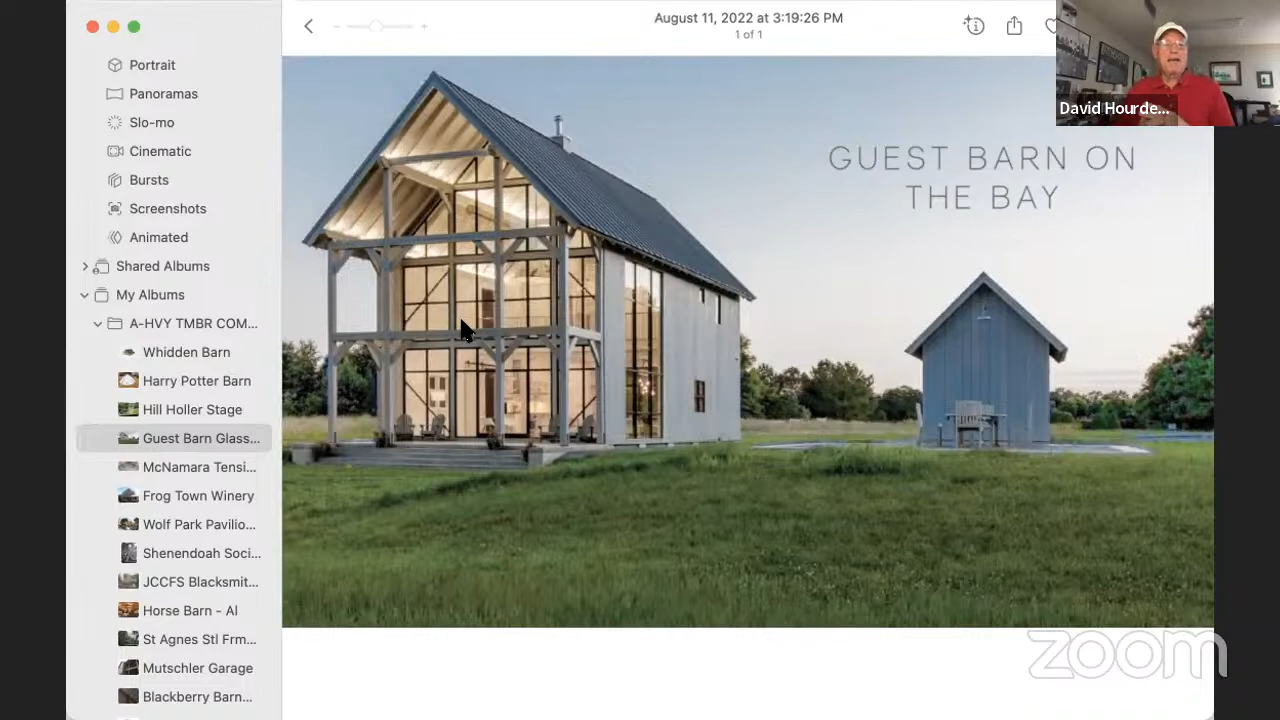 August 11, 2022 at 3:19:26 PM
1 of 1
David Hourde...
Portrait
Panoramas
Slo-mo
Cinematic
Bursts
Screenshots
Animated
Shared Albums
My Albums
A-HVY TMBR COM...
Whidden Barn
Harry Potter Barn
Hill Holler Stage
Guest Barn Glass...
McNamara Tensi...
Frog Town Winery
Wolf Park Pavilio...
Shenendoah Soci...
JCCFS Blacksmit...
Horse Barn - Al
St Agnes Stl Frm...
Mutschler Garage
Blackberry Barn...
GUEST BARN ON
THE BAY
zoom